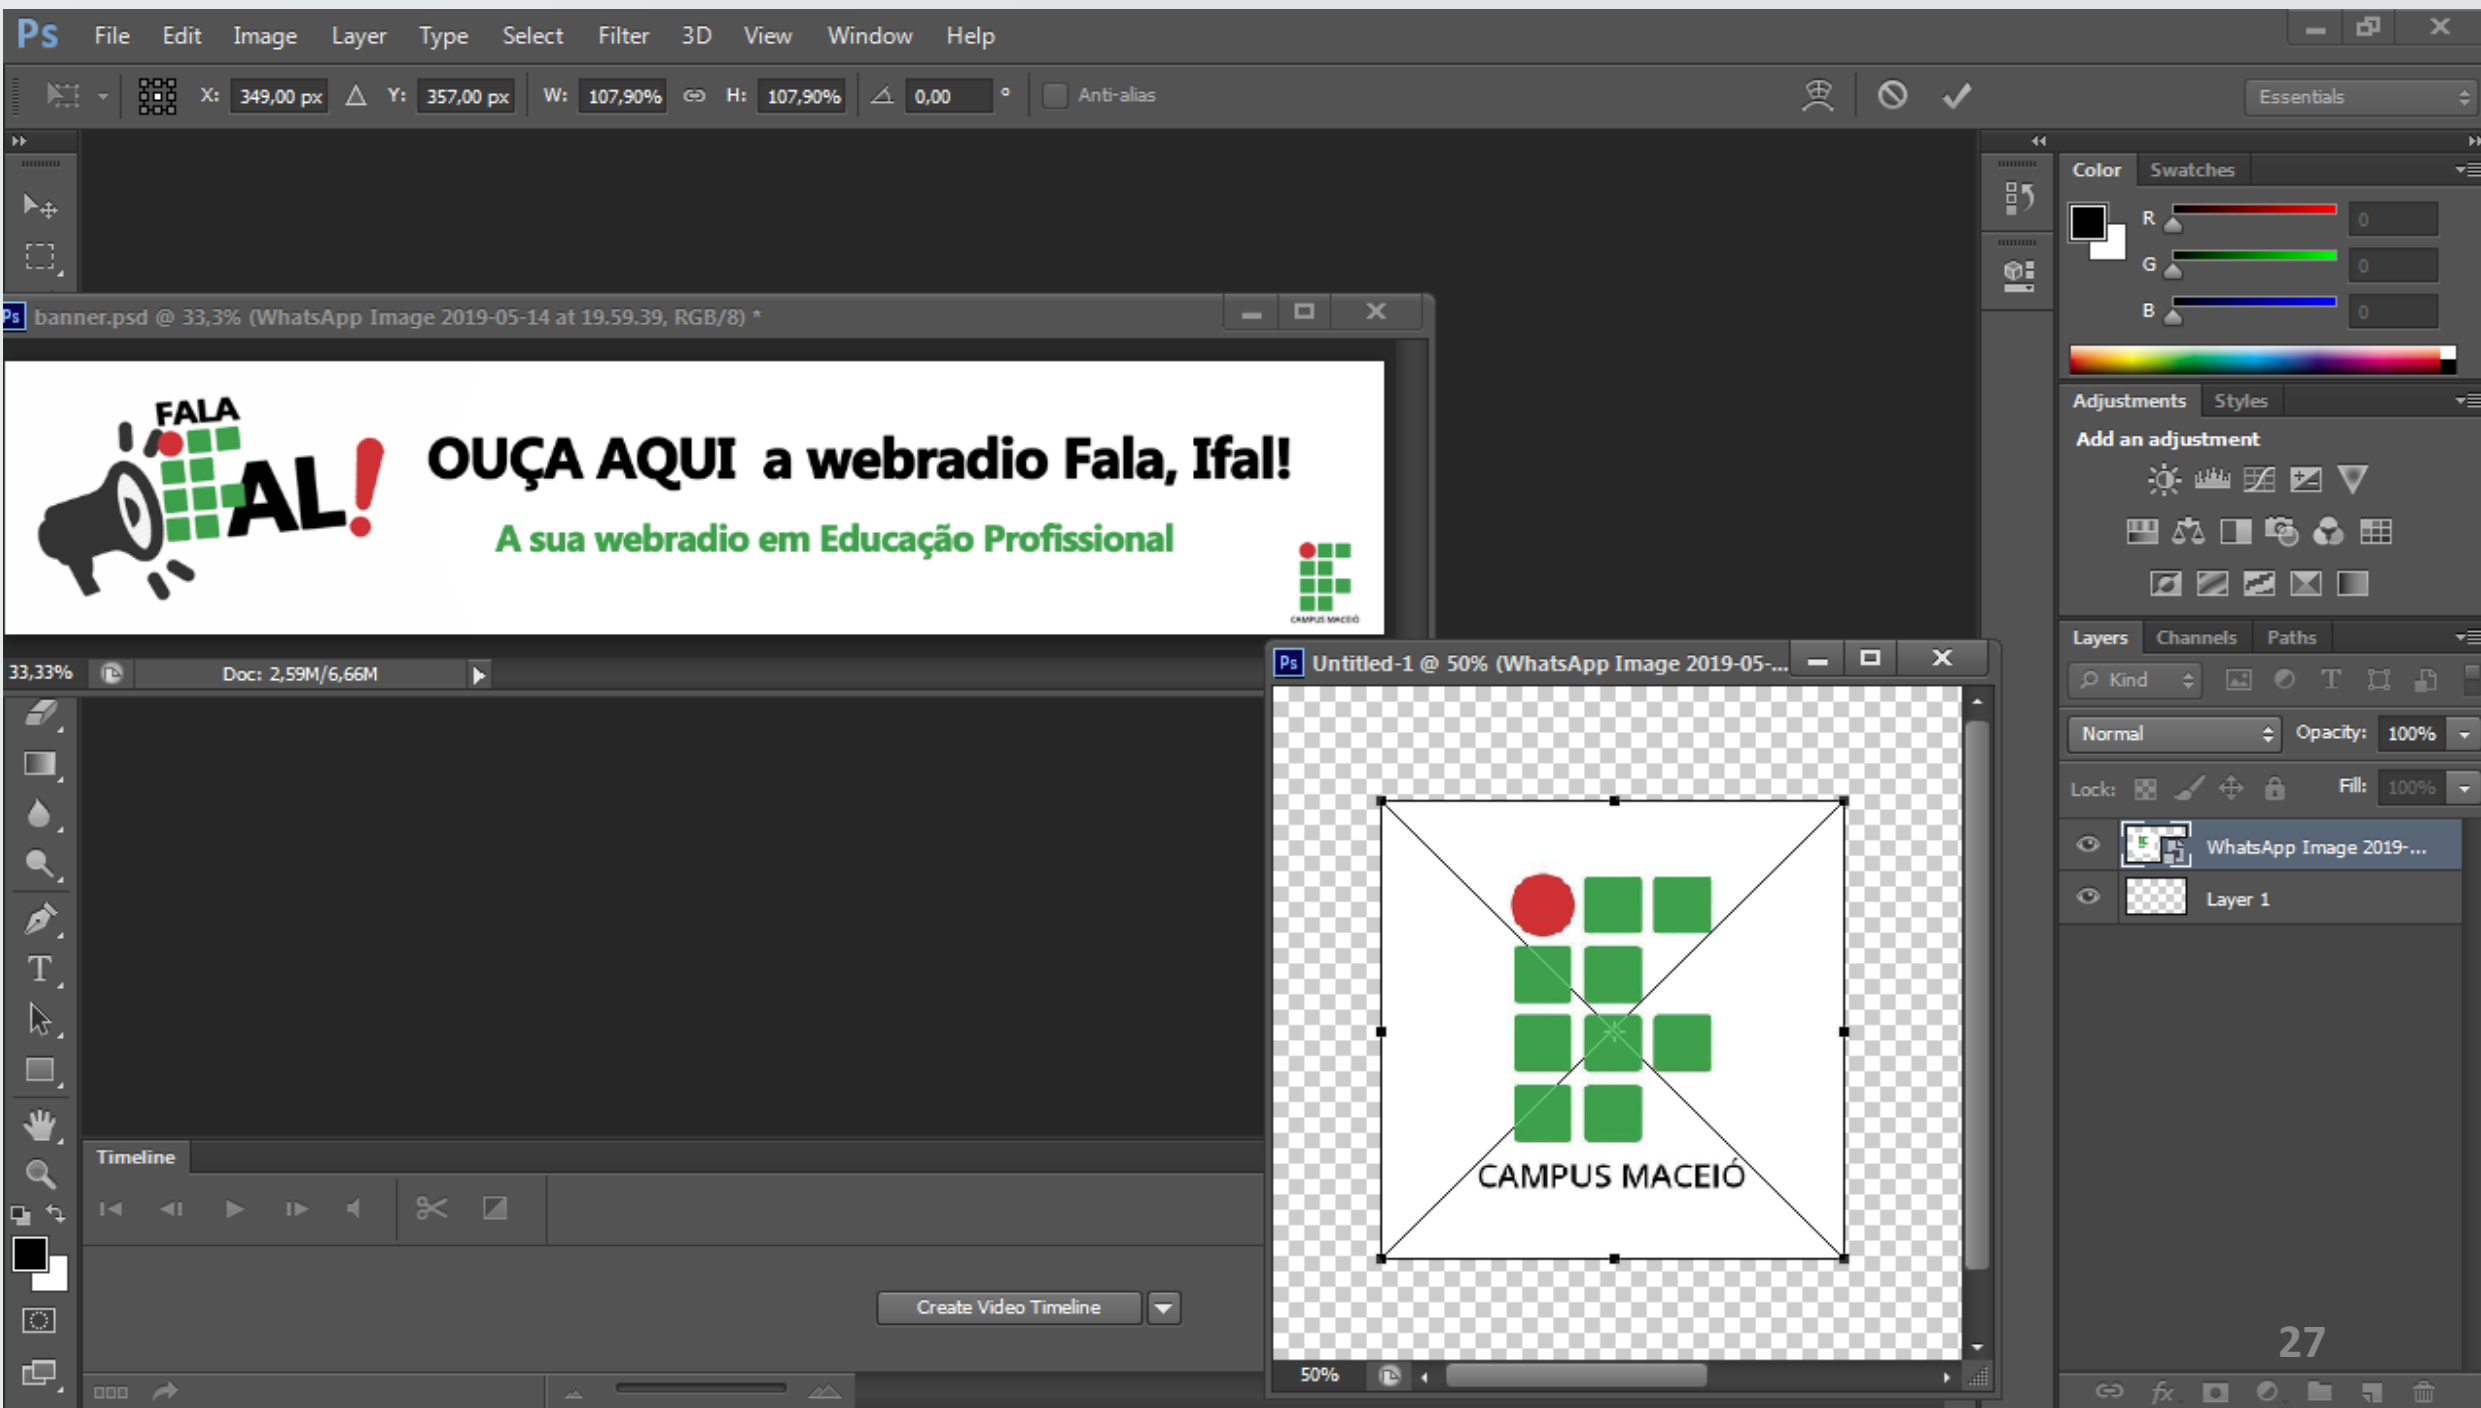 Ps File Edit Image Layer Type Select Filter 3D View Window Help
X: 349,00 px Y: 357,00 px W: 107,90% H: 107,90% 0,00 ° Anti-alias Essentials
Color Swatches
R 0
G 0
B 0
Ps banner.psd @ 33,3% (WhatsApp Image 2019-05-14 at 19.59.39, RGB/8) *
FALA
AL!
OUÇA AQUI a webradio Fala, Ifal!
A sua webradio em Educação Profissional
CAMPUS MACEIÓ
33,33% Doc: 2,59M/6,66M
Adjustments Styles
Add an adjustment
Layers Channels Paths
Kind
Normal Opacity: 100%
Lock: Fill: 100%
WhatsApp Image 2019-...
Layer 1
Ps Untitled-1 @ 50% (WhatsApp Image 2019-05-...
CAMPUS MACEIÓ
50%
T
Timeline
Create Video Timeline
27
fx